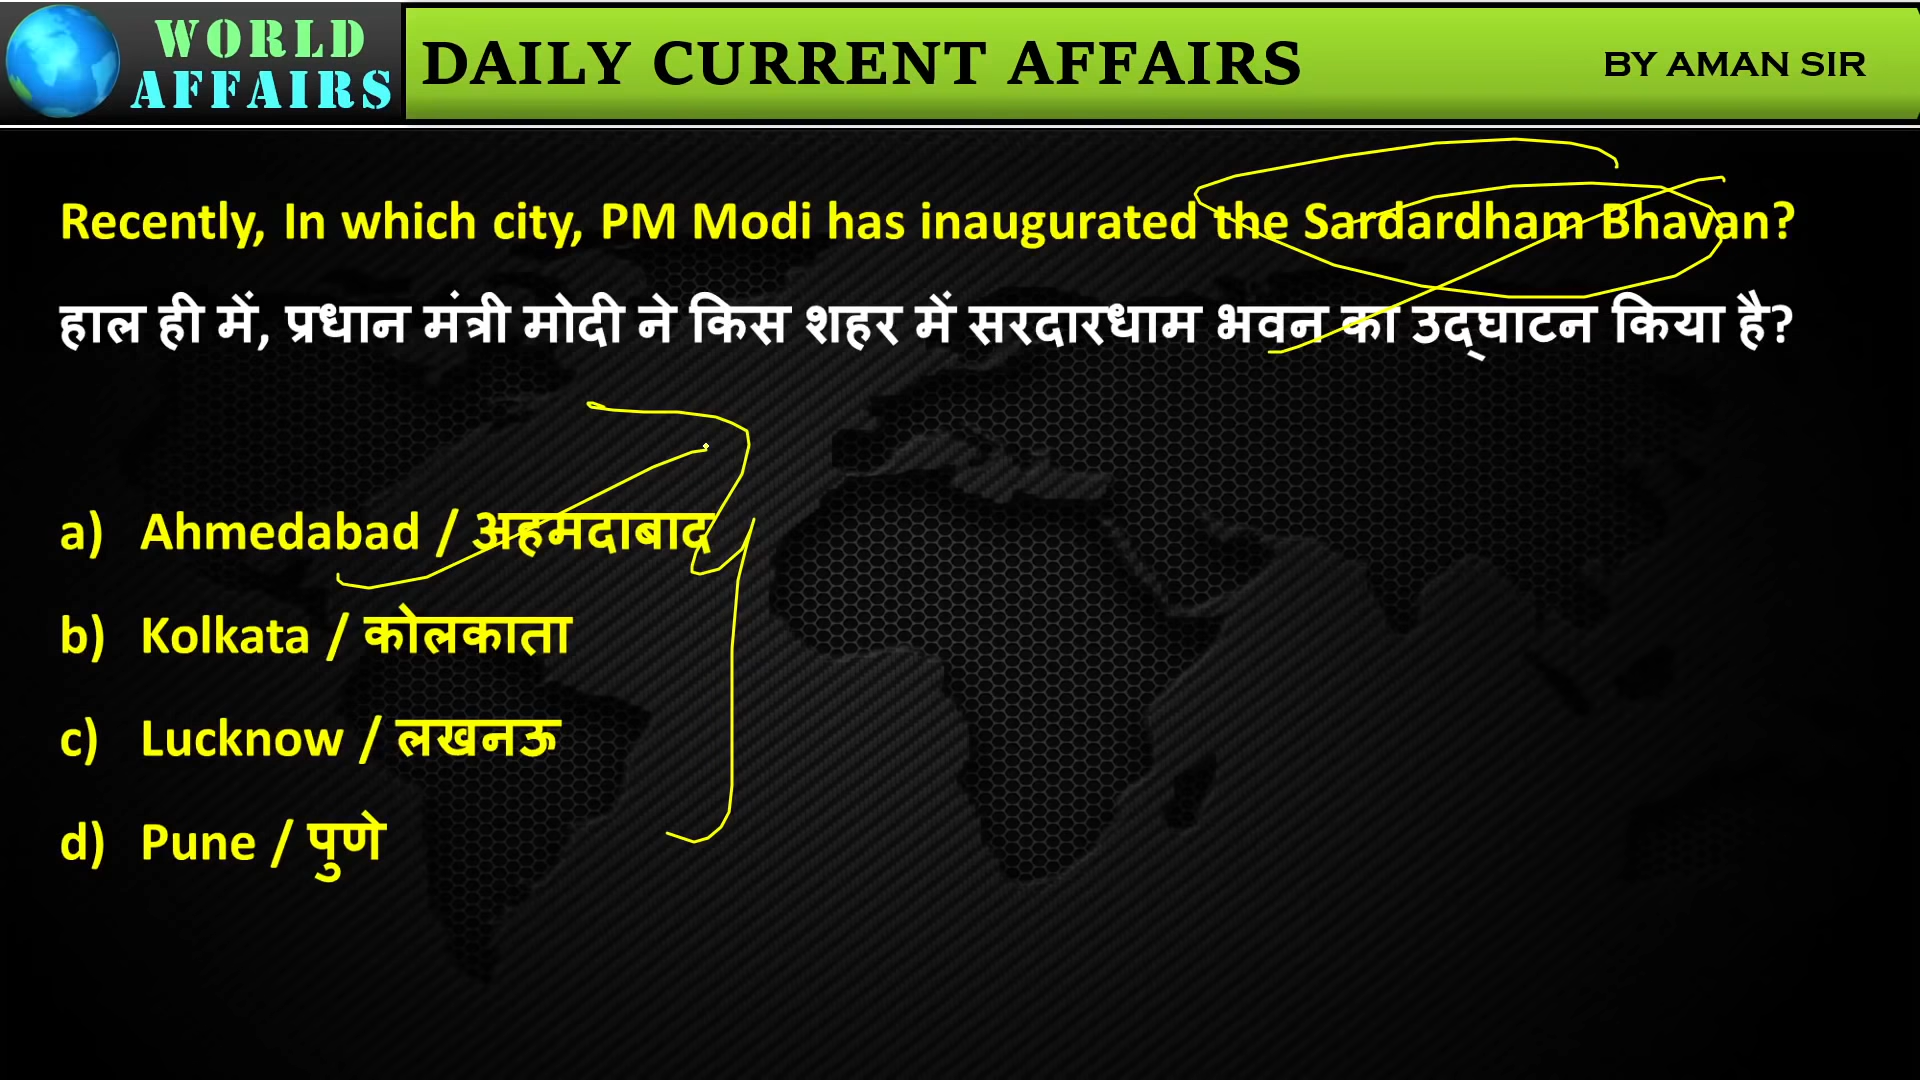 WORLD
AFFAIRS
DAILY CURRENT AFFAIRS
BY AMAN SIR
Recently, In which city, PM Modi has inaugurated the Sardardham Bhavan?
हाल ही में, प्रधान मंत्री मोदी ने किस शहर में सरदारधाम भवन का उद्घाटन किया है?
a) Ahmedabad / अहमदाबाद
b) Kolkata / कोलकाता
c) Lucknow / लखनऊ
d) Pune / पुणे